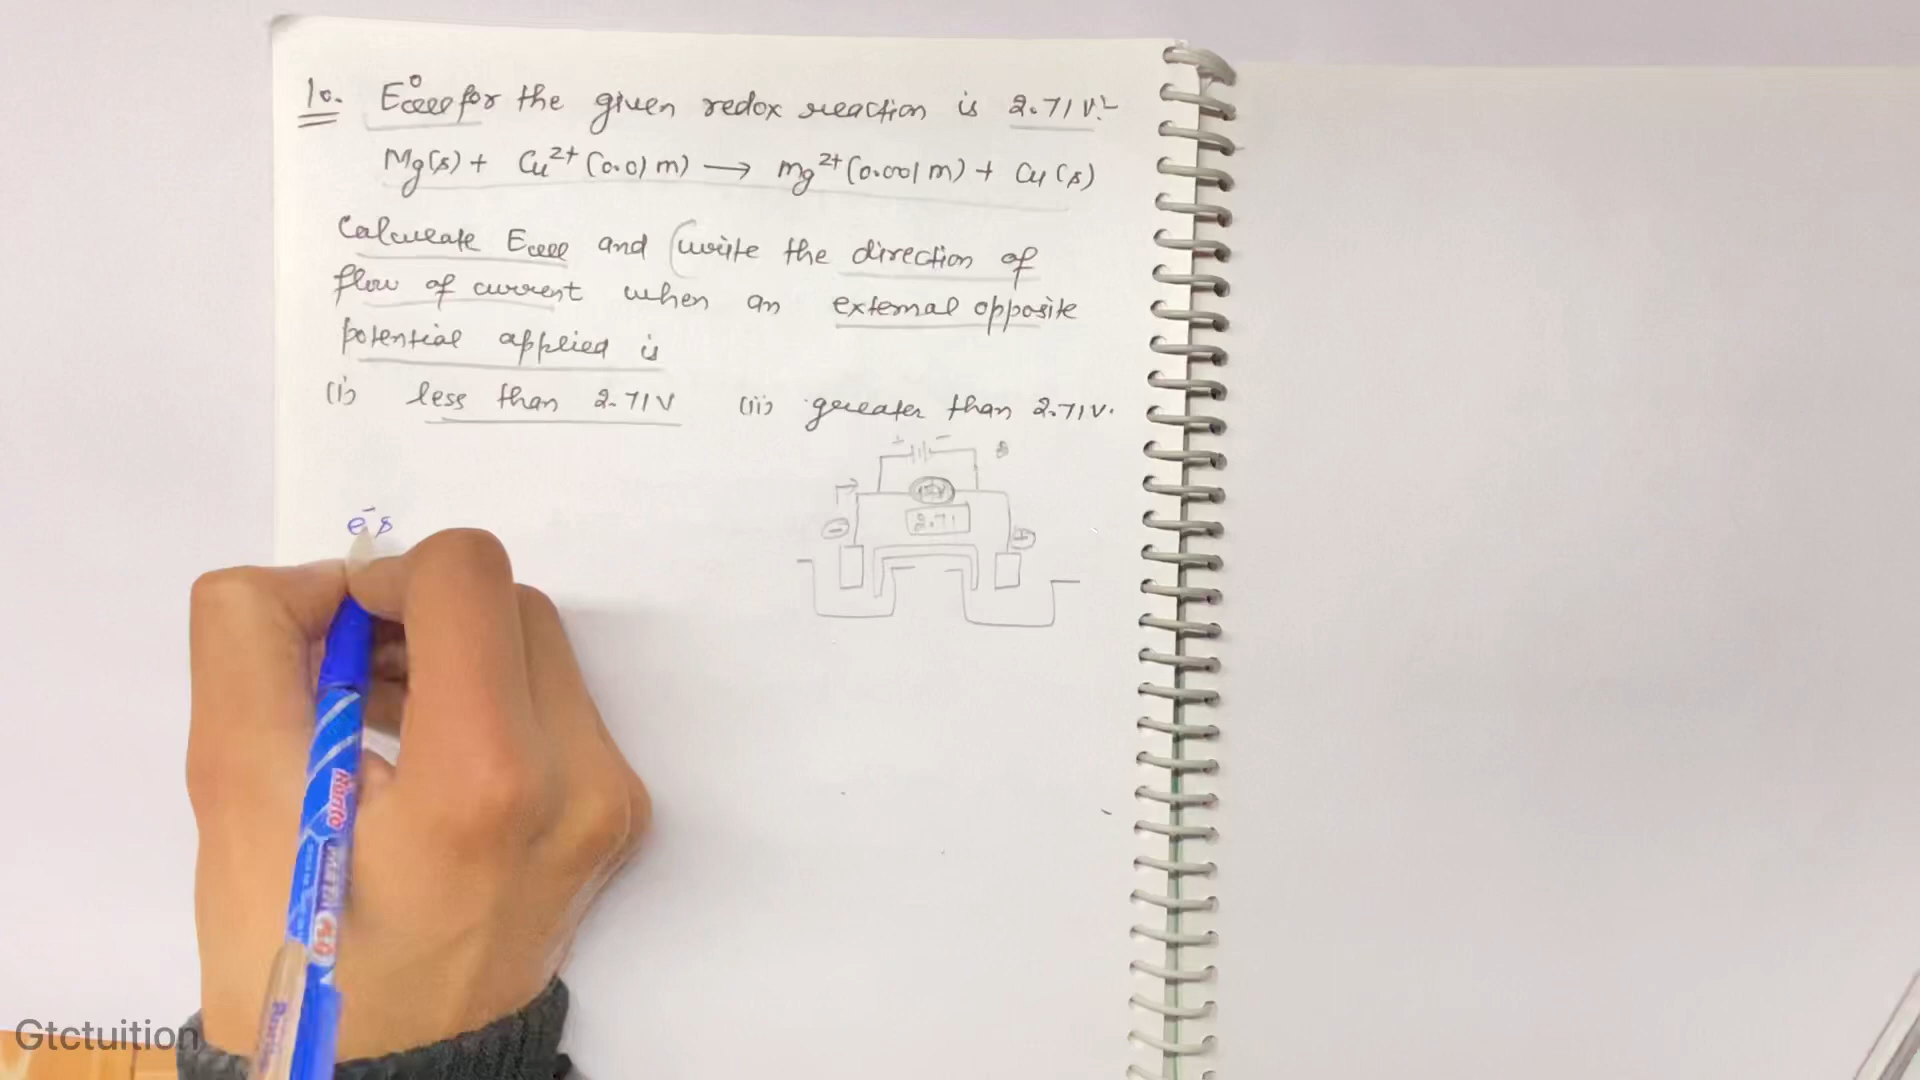 10. E°cell for the given redox reaction is 2.71 V:-
Mg(s) + Cu²⁺ (0.01 m) ⟶ mg²⁺ (0.001 m) + Cu (s)
Calculate Ecell and (write the direction of
flow of current when an external opposite
potential applied is
(i) less than 2.71V (ii) greater than 2.71V.
+ −
2.71
− +
e⁻s
Rorito
Gtctuition